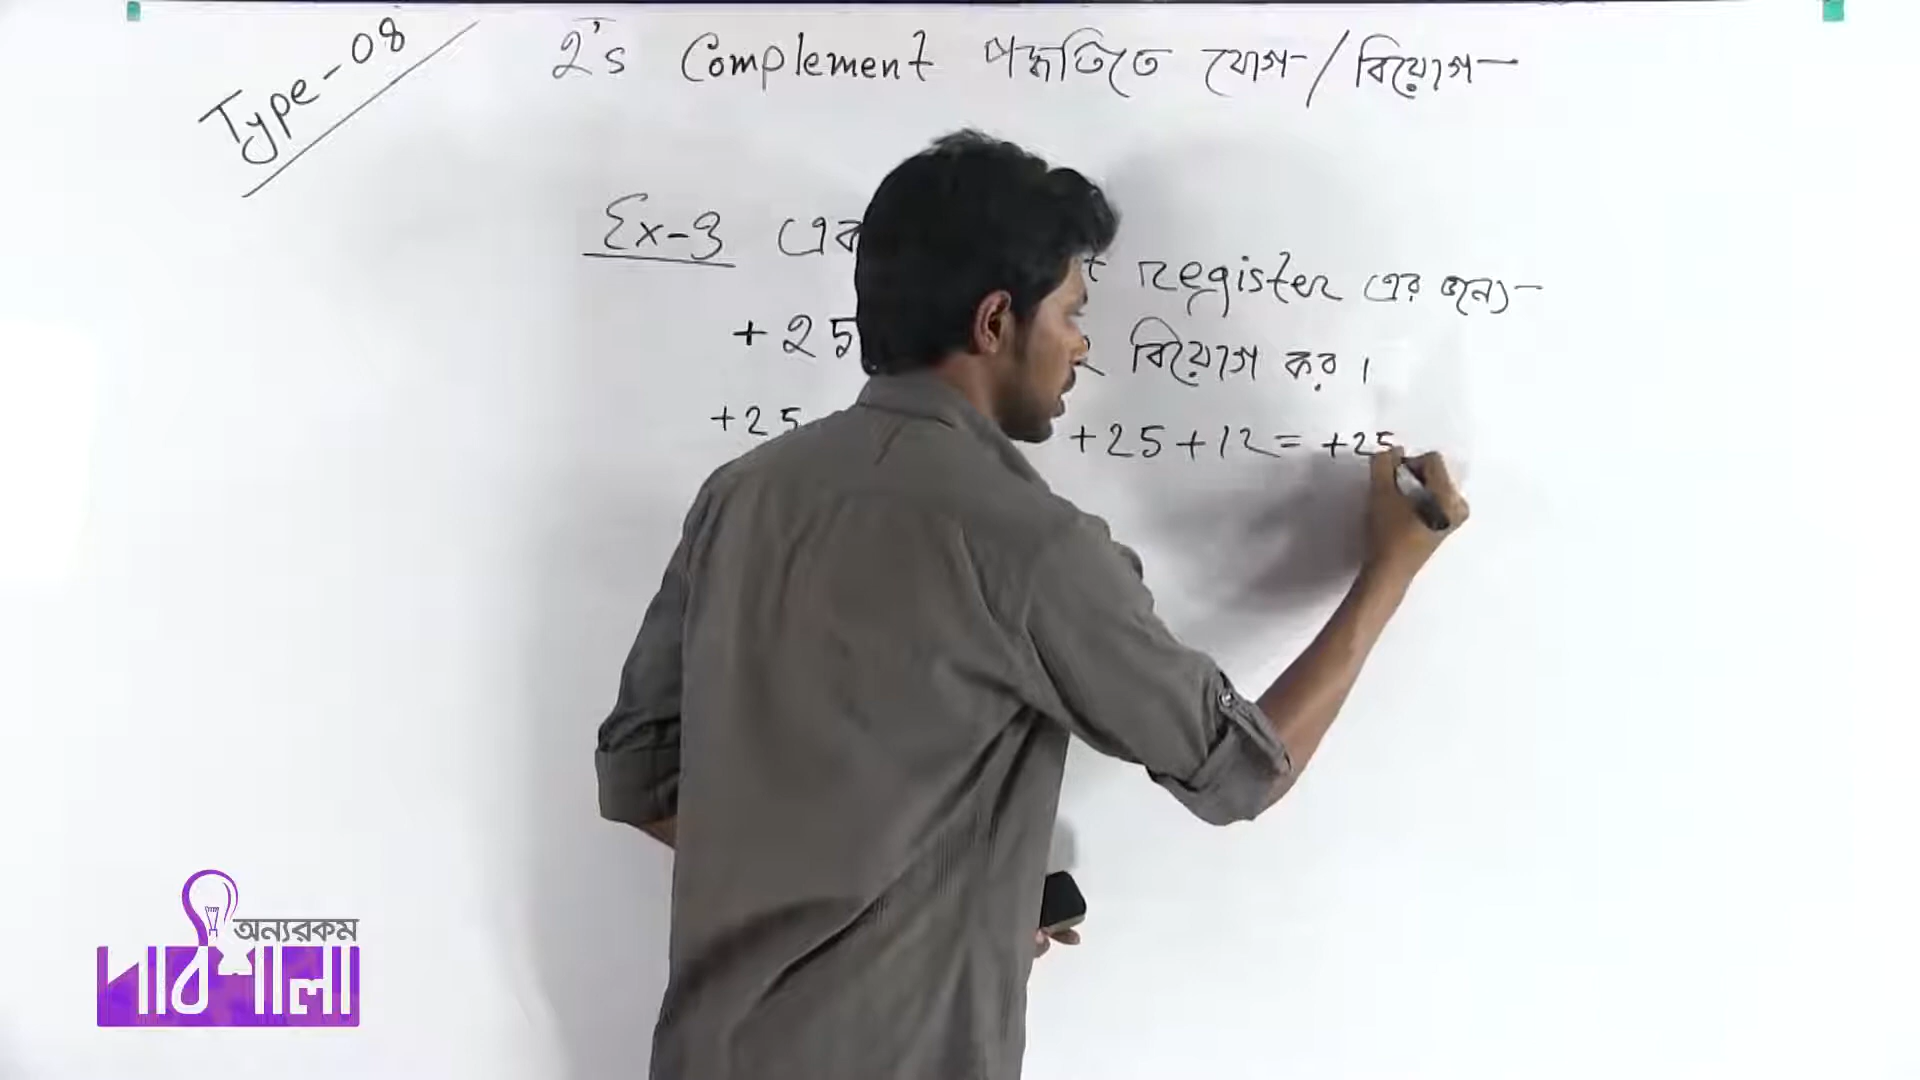 Type-08
2's Complement পদ্ধতিতে যোগ/বিয়োগ
Ex-3 এক
register এর জন্য
+25 বিয়োগ কর।
+25 +25+12= +25
অন্যরকম
পাঠশালা